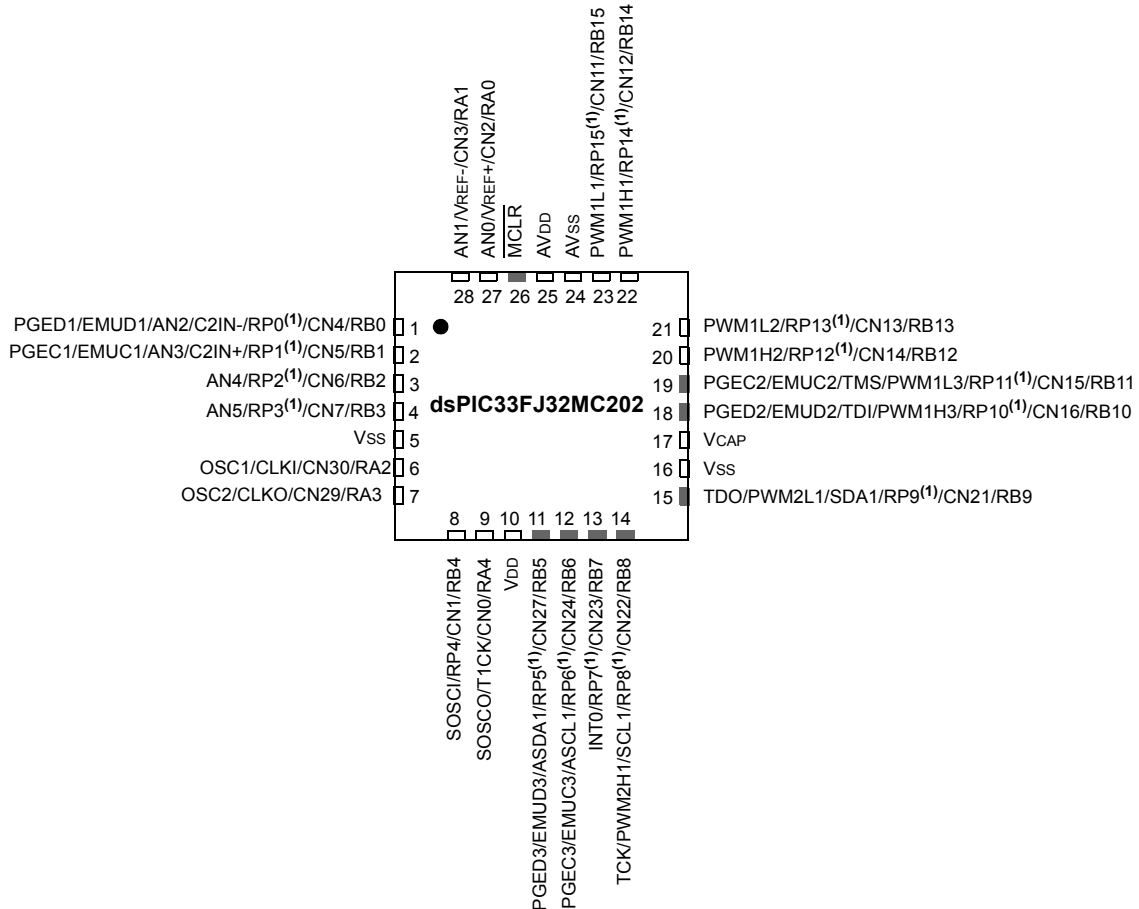 AN1/VREF-/CN3/RA1
AN0/VREF+/CN2/RA0
MCLR
AVDD
AVSS
PWM1L1/RP15(1)/CN11/RB15
PWM1H1/RP14(1)/CN12/RB14
28 27 26 25 24 23 22
PGED1/EMUD1/AN2/C2IN-/RP0(1)/CN4/RB0 1
PGEC1/EMUC1/AN3/C2IN+/RP1(1)/CN5/RB1 2
AN4/RP2(1)/CN6/RB2 3
AN5/RP3(1)/CN7/RB3 4
VSS 5
OSC1/CLKI/CN30/RA2 6
OSC2/CLKO/CN29/RA3 7
dsPIC33FJ32MC202
21 PWM1L2/RP13(1)/CN13/RB13
20 PWM1H2/RP12(1)/CN14/RB12
19 PGEC2/EMUC2/TMS/PWM1L3/RP11(1)/CN15/RB11
18 PGED2/EMUD2/TDI/PWM1H3/RP10(1)/CN16/RB10
17 VCAP
16 VSS
15 TDO/PWM2L1/SDA1/RP9(1)/CN21/RB9
8 9 10 11 12 13 14
SOSCI/RP4/CN1/RB4
SOSCO/T1CK/CN0/RA4
VDD
PGED3/EMUD3/ASDA1/RP5(1)/CN27/RB5
PGEC3/EMUC3/ASCL1/RP6(1)/CN24/RB6
INT0/RP7(1)/CN23/RB7
TCK/PWM2H1/SCL1/RP8(1)/CN22/RB8